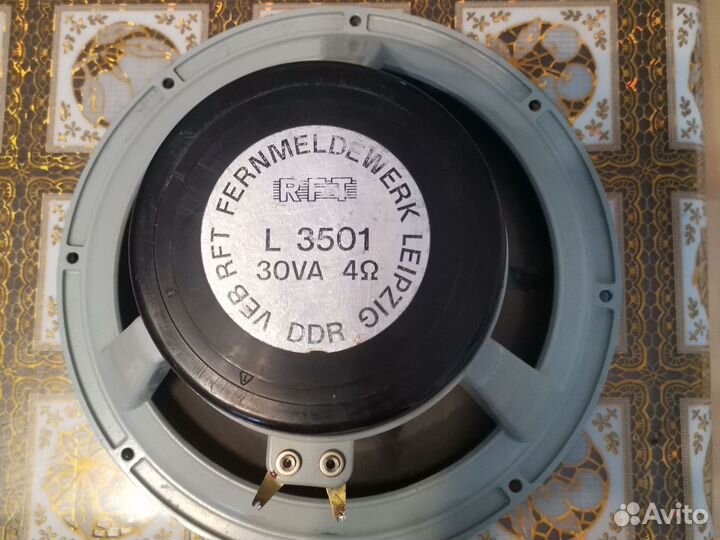 VEB RFT FERNMELDEWERK LEIPZIG
RFT
L 3501
30VA 4Ω
DDR
Avito